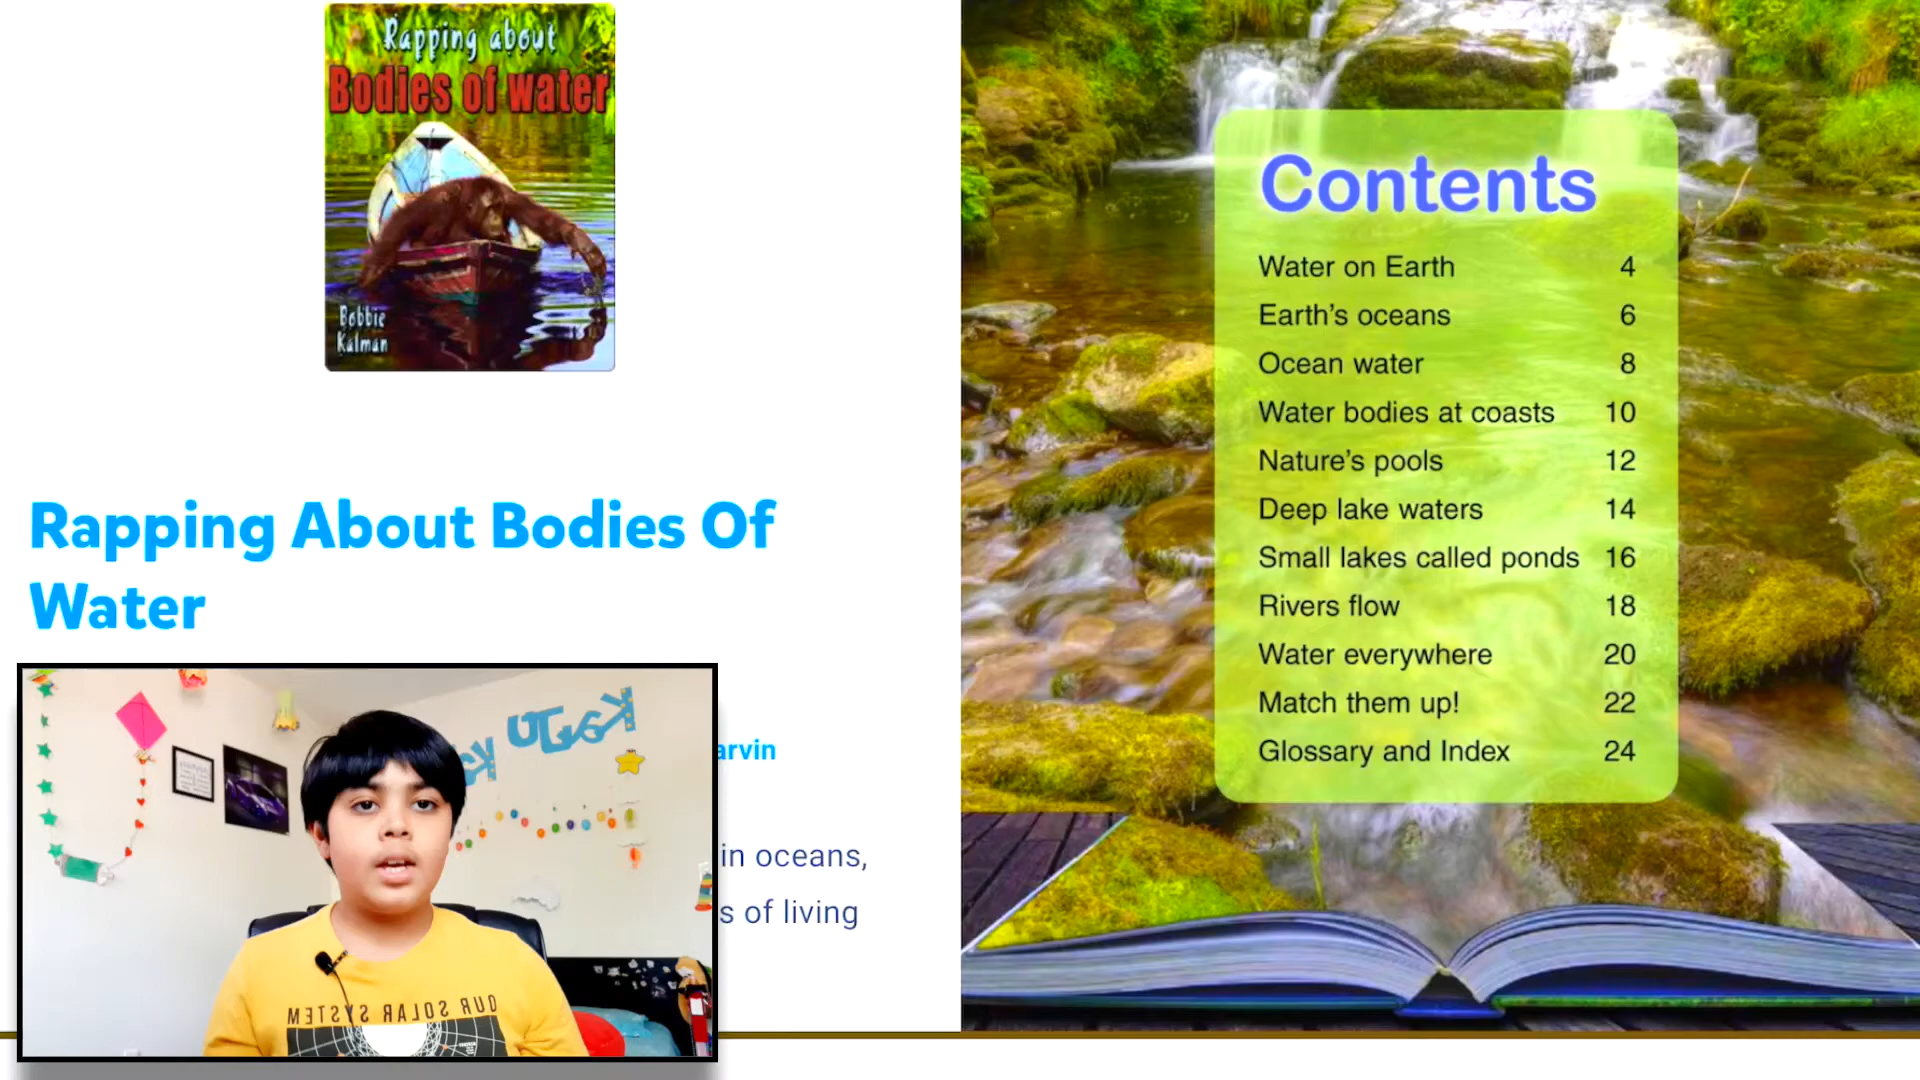 Rapping about
Bodies of water
Bobbie
Kalman
Rapping About Bodies Of
Water
arvin
in oceans,
s of living
OUR SOLAR SYSTEM
Contents
Water on Earth 4
Earth's oceans 6
Ocean water 8
Water bodies at coasts 10
Nature's pools 12
Deep lake waters 14
Small lakes called ponds 16
Rivers flow 18
Water everywhere 20
Match them up! 22
Glossary and Index 24